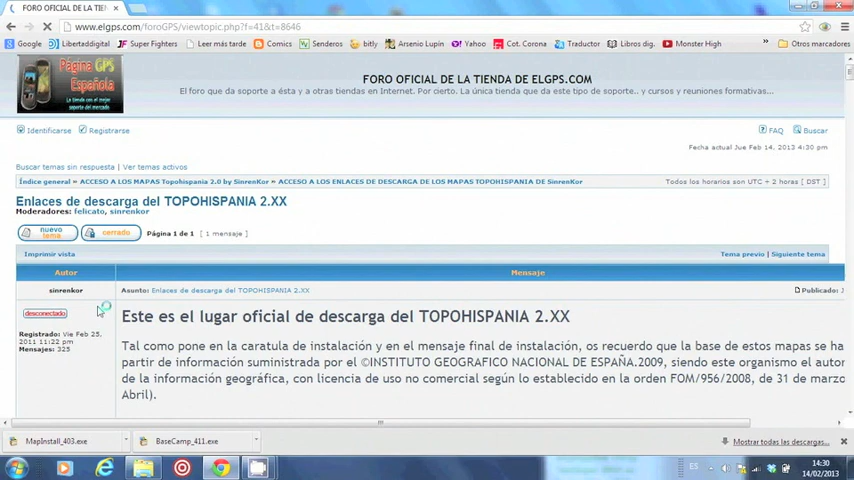 FORO OFICIAL DE LA TIENDA DE ELGPS.COM
www.elgps.com/foroGPS/viewtopic.php?f=41&t=8646
Google Libertaddigital Super Fighters Leer más tarde Comics Senderos bitly Arsenio Lupin Yahoo Cot. Corona Traductor Libros dig. Monster High » Otros marcadores
Página GPS Española
La tienda con el mejor soporte del mercado
FORO OFICIAL DE LA TIENDA DE ELGPS.COM
El foro que da soporte a ésta y a otras tiendas en Internet. Por cierto. La única tienda que da este tipo de soporte.. y cursos y reuniones formativas...
Identificarse Registrarse FAQ Buscar
Fecha actual Jue Feb 14, 2013 4:30 pm
Buscar temas sin respuesta | Ver temas activos
Índice general » ACCESO A LOS MAPAS Topohispania 2.0 by SinrenKor » ACCESO A LOS ENLACES DE DESCARGA DE LOS MAPAS TOPOHISPANIA DE SinrenKor Todos los horarios son UTC + 2 horas [ DST ]
Enlaces de descarga del TOPOHISPANIA 2.XX
Moderadores: felicato, sinrenkor
nuevo tema cerrado Página 1 de 1 [ 1 mensaje ]
Imprimir vista Tema previo | Siguiente tema
Autor Mensaje
sinrenkor Asunto: Enlaces de descarga del TOPOHISPANIA 2.XX Publicado: J
desconectado
Registrado: Vie Feb 25, 2011 11:22 pm
Mensajes: 325
Este es el lugar oficial de descarga del TOPOHISPANIA 2.XX
Tal como pone en la caratula de instalación y en el mensaje final de instalación, os recuerdo que la base de estos mapas se ha
partir de información suministrada por el ©INSTITUTO GEOGRAFICO NACIONAL DE ESPAÑA.2009, siendo este organismo el autor
de la información geográfica, con licencia de uso no comercial según lo establecido en la orden FOM/956/2008, de 31 de marzo
Abril).
MapInstall_403.exe BaseCamp_411.exe Mostrar todas las descargas...
ES 14:30
14/02/2013